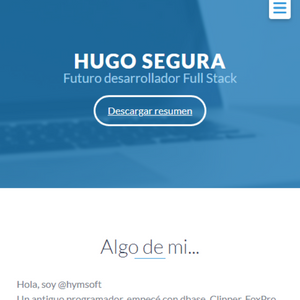 HUGO SEGURA
Futuro desarrollador Full Stack
Descargar resumen
Algo de mi...
Hola, soy @hymsoft
Un antiguo programador, empecé con dbase, Clipper, FoxPro